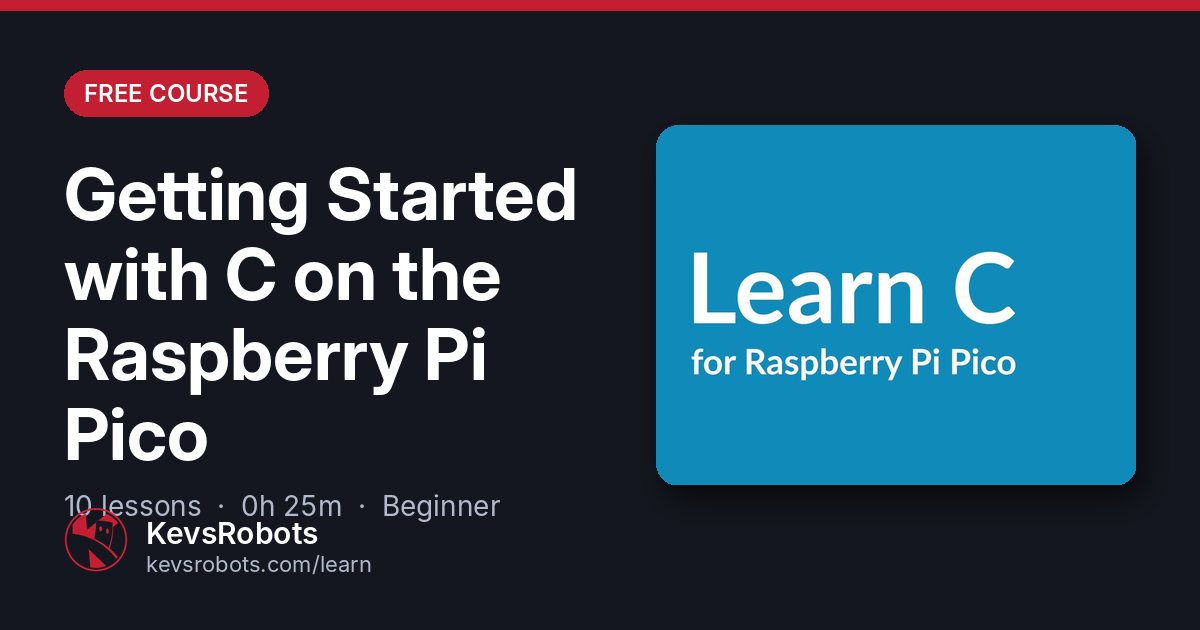 FREE COURSE
Getting Started
with C on the
Raspberry Pi
Pico
10 lessons · 0h 25m · Beginner
KevsRobots
kevsrobots.com/learn
Learn C
for Raspberry Pi Pico